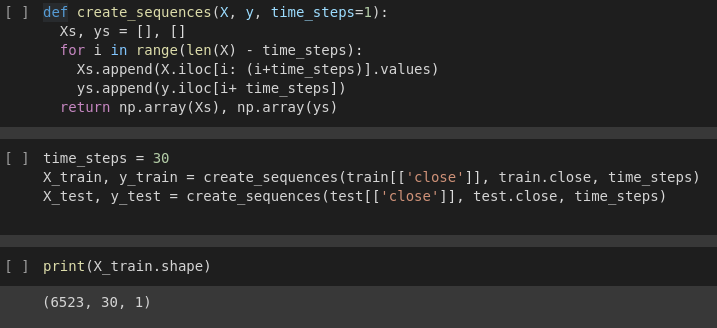 [ ] def create_sequences(X, y, time_steps=1):
Xs, ys = [], []
for i in range(len(X) - time_steps):
Xs.append(X.iloc[i: (i+time_steps)].values)
ys.append(y.iloc[i+ time_steps])
return np.array(Xs), np.array(ys)
[ ] time_steps = 30
X_train, y_train = create_sequences(train[['close']], train.close, time_steps)
X_test, y_test = create_sequences(test[['close']], test.close, time_steps)
[ ] print(X_train.shape)
(6523, 30, 1)